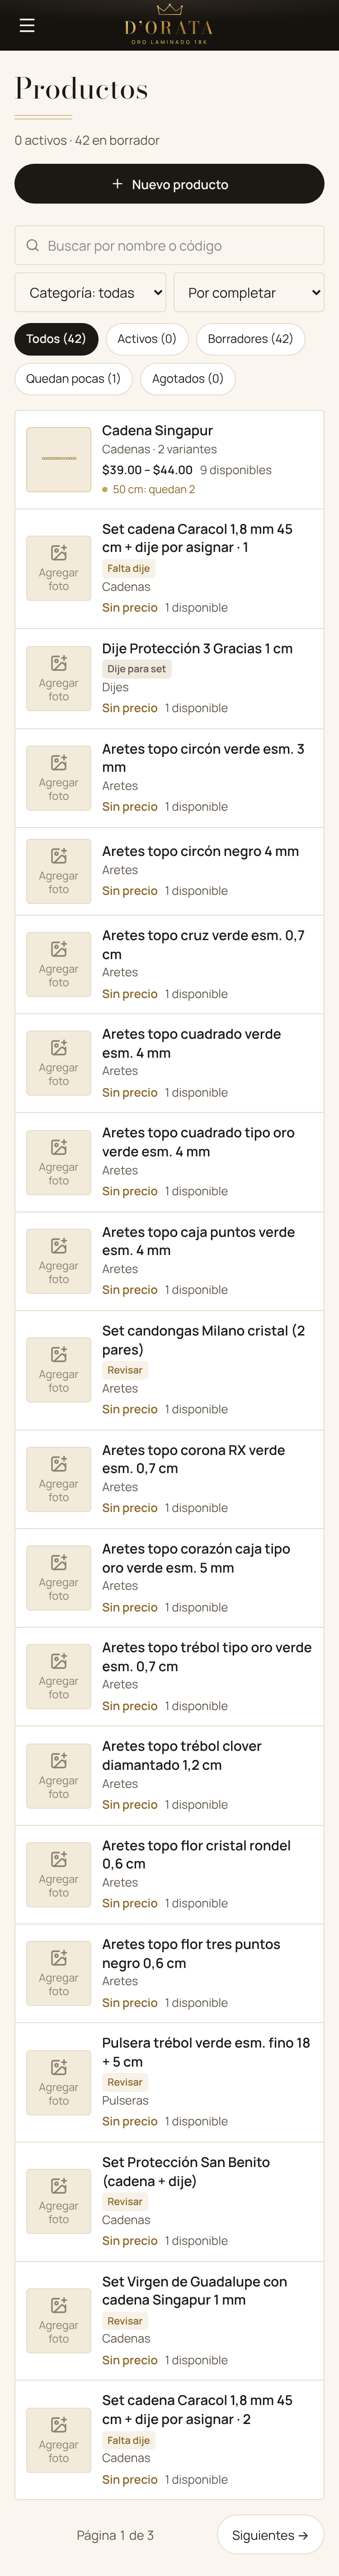 D'ORATA
ORO LAMINADO 18K
Productos
0 activos · 42 en borrador
+ Nuevo producto
Buscar por nombre o código
Categoría: todas
Por completar
Todos (42)
Activos (0)
Borradores (42)
Quedan pocas (1)
Agotados (0)
Cadena Singapur
Cadenas · 2 variantes
$39.00 – $44.00 9 disponibles
50 cm: quedan 2
Agregar
foto
Set cadena Caracol 1,8 mm 45
cm + dije por asignar · 1
Falta dije
Cadenas
Sin precio 1 disponible
Agregar
foto
Dije Protección 3 Gracias 1 cm
Dije para set
Dijes
Sin precio 1 disponible
Agregar
foto
Aretes topo circón verde esm. 3
mm
Aretes
Sin precio 1 disponible
Agregar
foto
Aretes topo circón negro 4 mm
Aretes
Sin precio 1 disponible
Agregar
foto
Aretes topo cruz verde esm. 0,7
cm
Aretes
Sin precio 1 disponible
Agregar
foto
Aretes topo cuadrado verde
esm. 4 mm
Aretes
Sin precio 1 disponible
Agregar
foto
Aretes topo cuadrado tipo oro
verde esm. 4 mm
Aretes
Sin precio 1 disponible
Agregar
foto
Aretes topo caja puntos verde
esm. 4 mm
Aretes
Sin precio 1 disponible
Agregar
foto
Set candongas Milano cristal (2
pares)
Revisar
Aretes
Sin precio 1 disponible
Agregar
foto
Aretes topo corona RX verde
esm. 0,7 cm
Aretes
Sin precio 1 disponible
Agregar
foto
Aretes topo corazón caja tipo
oro verde esm. 5 mm
Aretes
Sin precio 1 disponible
Agregar
foto
Aretes topo trébol tipo oro verde
esm. 0,7 cm
Aretes
Sin precio 1 disponible
Agregar
foto
Aretes topo trébol clover
diamantado 1,2 cm
Aretes
Sin precio 1 disponible
Agregar
foto
Aretes topo flor cristal rondel
0,6 cm
Aretes
Sin precio 1 disponible
Agregar
foto
Aretes topo flor tres puntos
negro 0,6 cm
Aretes
Sin precio 1 disponible
Agregar
foto
Pulsera trébol verde esm. fino 18
+ 5 cm
Revisar
Pulseras
Sin precio 1 disponible
Agregar
foto
Set Protección San Benito
(cadena + dije)
Revisar
Cadenas
Sin precio 1 disponible
Agregar
foto
Set Virgen de Guadalupe con
cadena Singapur 1 mm
Revisar
Cadenas
Sin precio 1 disponible
Agregar
foto
Set cadena Caracol 1,8 mm 45
cm + dije por asignar · 2
Falta dije
Cadenas
Sin precio 1 disponible
Agregar
foto
Página 1 de 3
Siguientes →